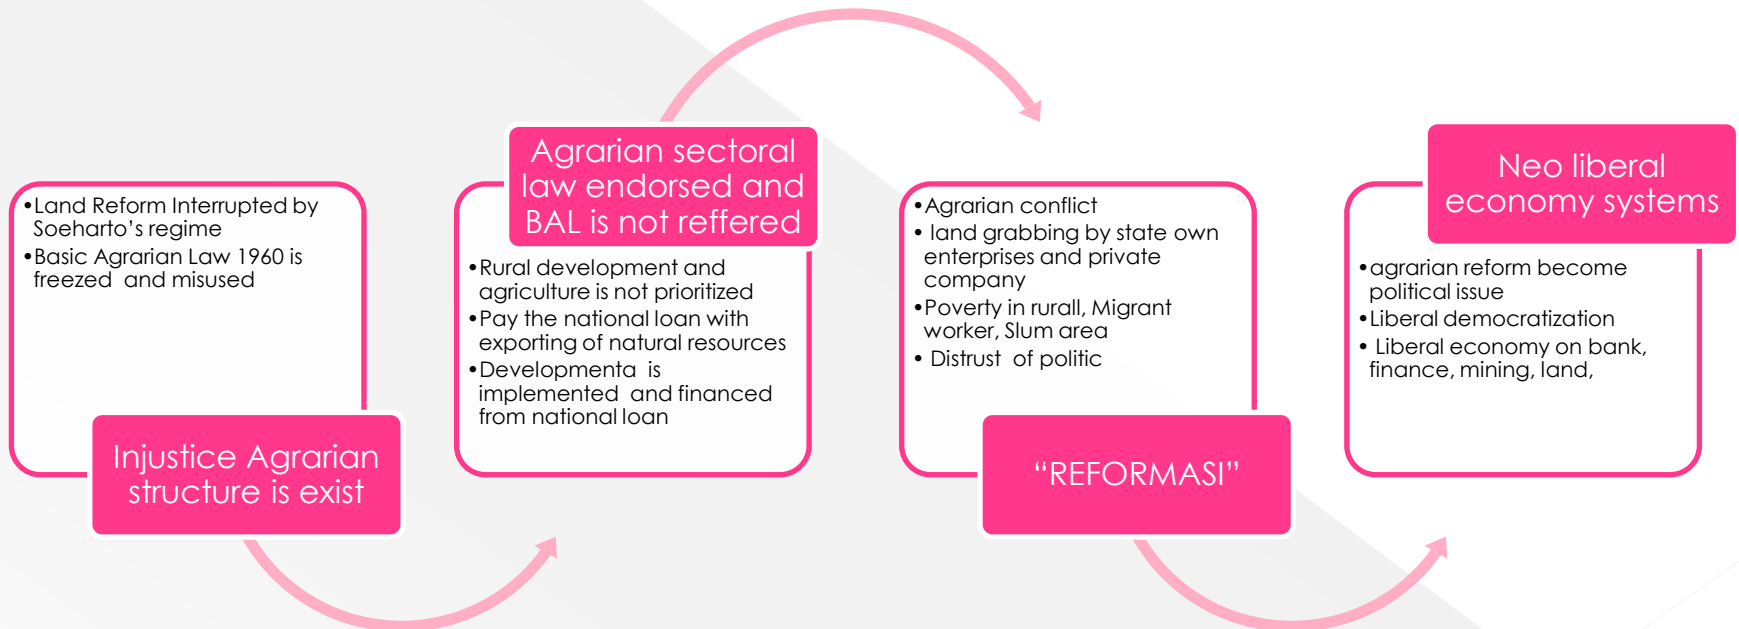 •Land Reform Interrupted by
Soeharto’s regime
•Basic Agrarian Law 1960 is
freezed and misused
Injustice Agrarian
structure is exist
Agrarian sectoral
law endorsed and
BAL is not reffered
•Rural development and
agriculture is not prioritized
•Pay the national loan with
exporting of natural resources
•Developmenta is
implemented and financed
from national loan
•Agrarian conflict
• land grabbing by state own
enterprises and private
company
•Poverty in rurall, Migrant
worker, Slum area
• Distrust of politic
“REFORMASI”
Neo liberal
economy systems
•agrarian reform become
political issue
•Liberal democratization
• Liberal economy on bank,
finance, mining, land,